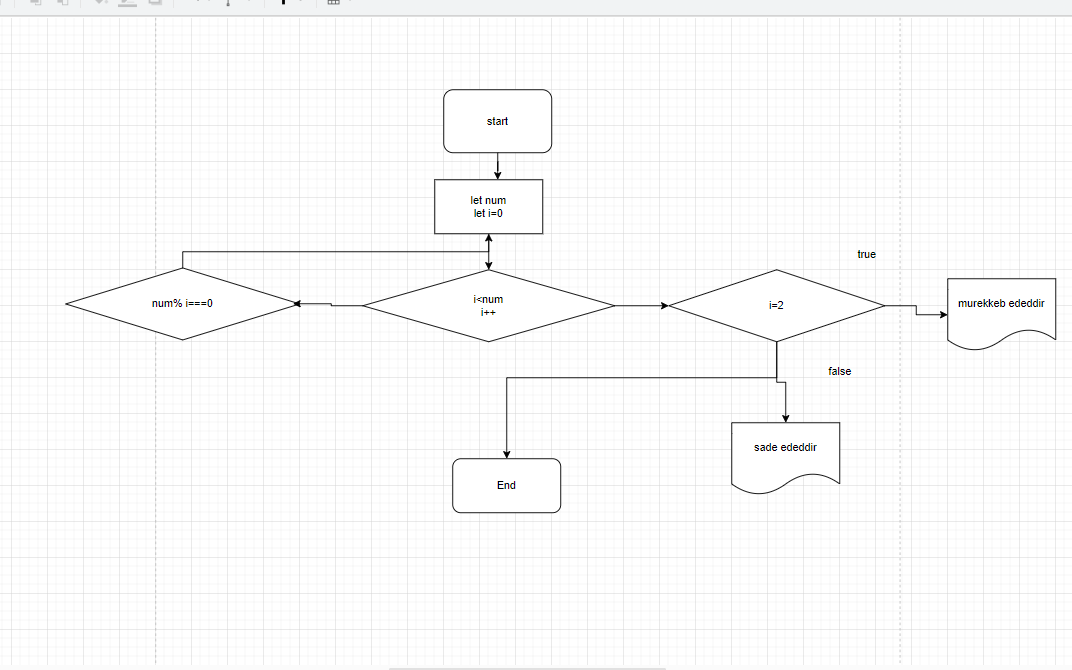 start
let num
let i=0
true
num% i===0
i<num
i++
i=2
murekkeb ededdir
false
sade ededdir
End